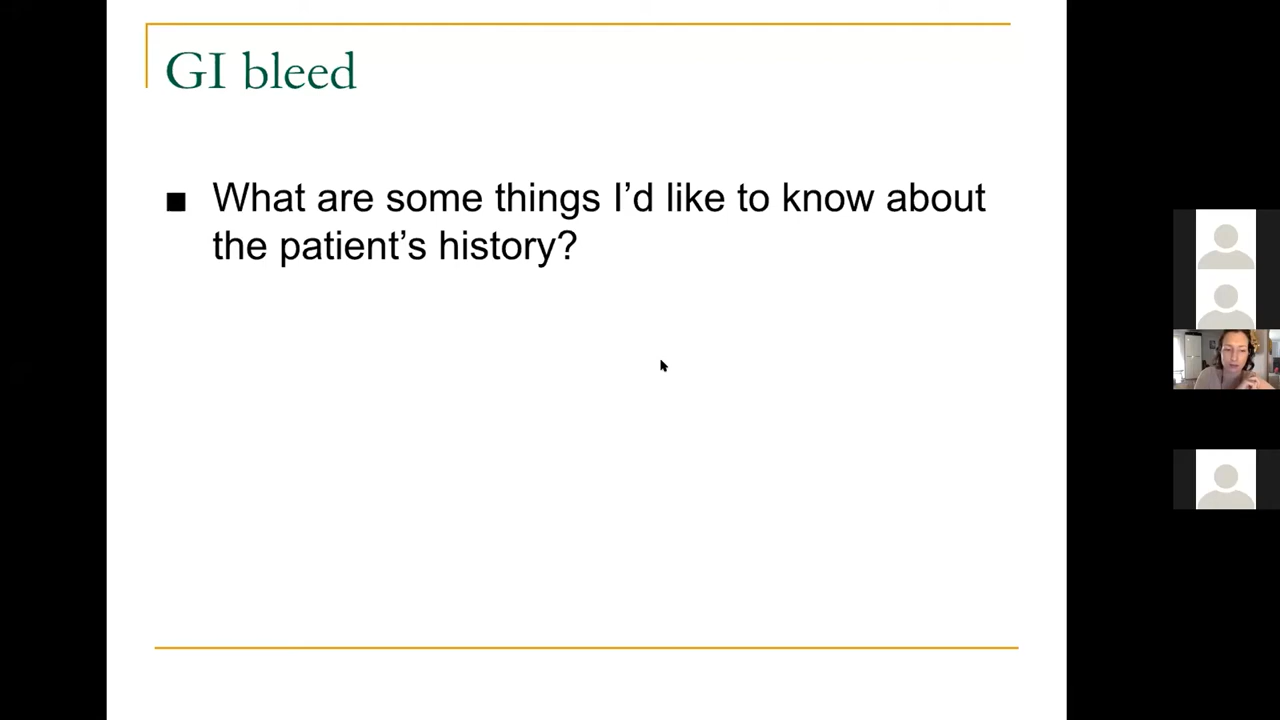 GI bleed
■ What are some things I’d like to know about
the patient’s history?